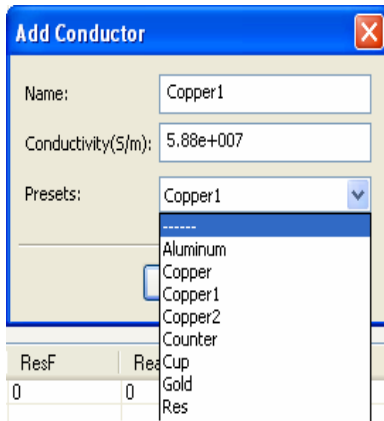 Add Conductor
Name: Copper1
Conductivity(S/m): 5.88e+007
Presets: Copper1
------
Aluminum
Copper
Copper1
Copper2
Counter
Cup
Gold
Res
ResF
0 0